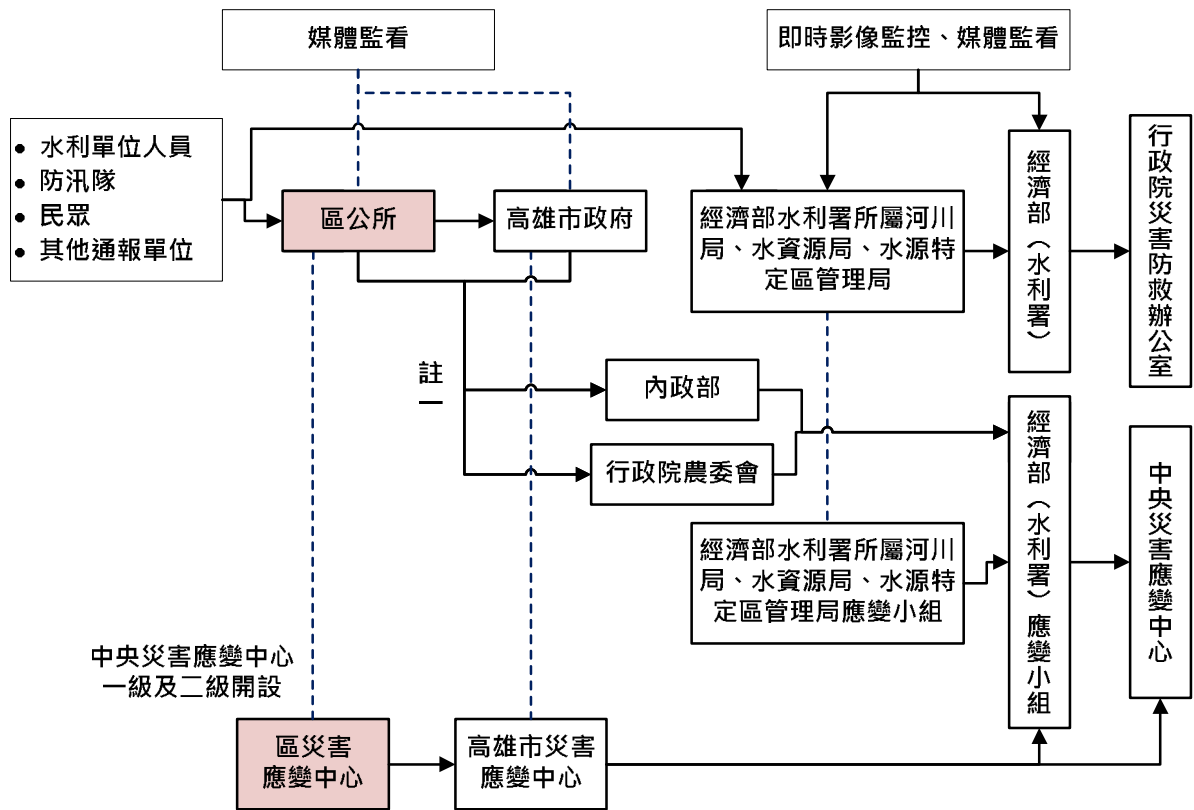 媒體監看
即時影像監控、媒體監看
• 水利單位人員
• 防汛隊
• 民眾
• 其他通報單位
區公所
高雄市政府
經濟部水利署所屬河川
局、水資源局、水源特
定區管理局
經濟部（水利署）
行政院災害防救辦公室
註一
內政部
行政院農委會
經濟部水利署所屬河川
局、水資源局、水源特
定區管理局應變小組
經濟部（水利署）應變小組
中央災害應變中心
中央災害應變中心
一級及二級開設
區災害
應變中心
高雄市災害
應變中心